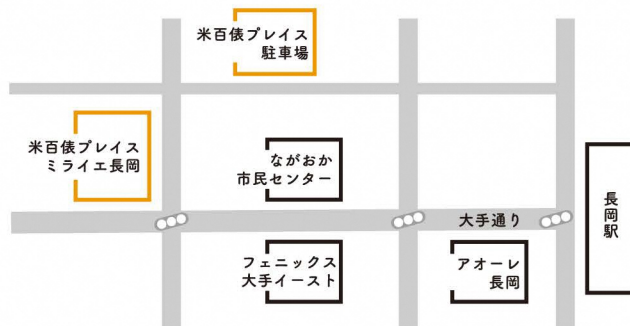 米百俵プレイス
駐車場
米百俵プレイス
ミライエ長岡
ながおか
市民センター
大手通り
長岡駅
フェニックス
大手イースト
アオーレ
長岡